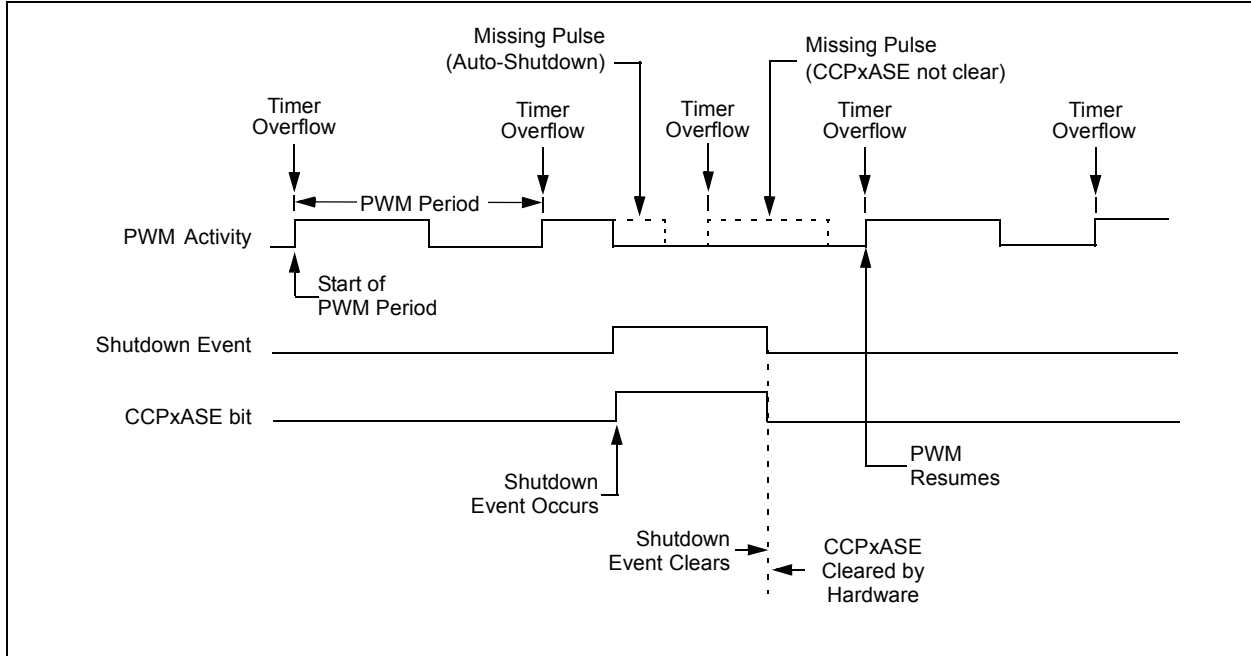 Missing Pulse
(Auto-Shutdown)
Missing Pulse
(CCPxASE not clear)
Timer
Overflow
Timer
Overflow
Timer
Overflow
Timer
Overflow
Timer
Overflow
PWM Period
PWM Activity
Start of
PWM Period
Shutdown Event
CCPxASE bit
Shutdown
Event Occurs
PWM
Resumes
Shutdown
Event Clears
CCPxASE
Cleared by
Hardware